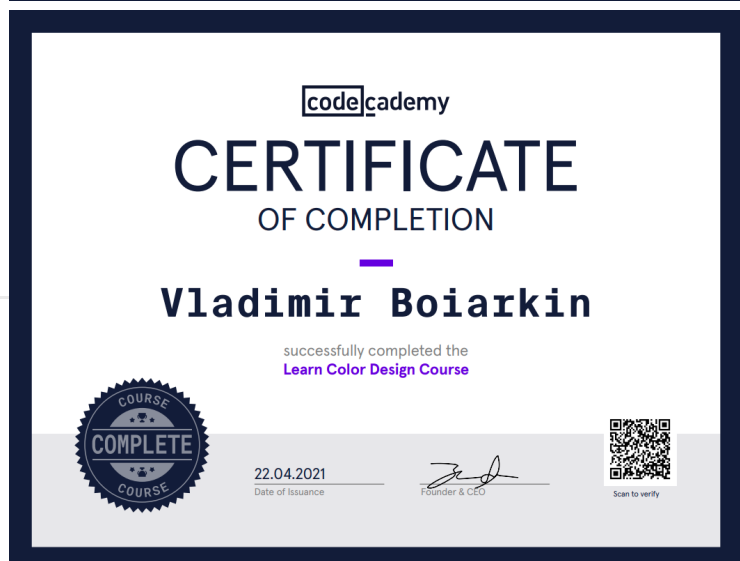 codecademy
CERTIFICATE
OF COMPLETION
Vladimir Boiarkin
successfully completed the
Learn Color Design Course
COURSE
COMPLETE
COURSE
22.04.2021
Date of Issuance
Founder & CEO
Scan to verify